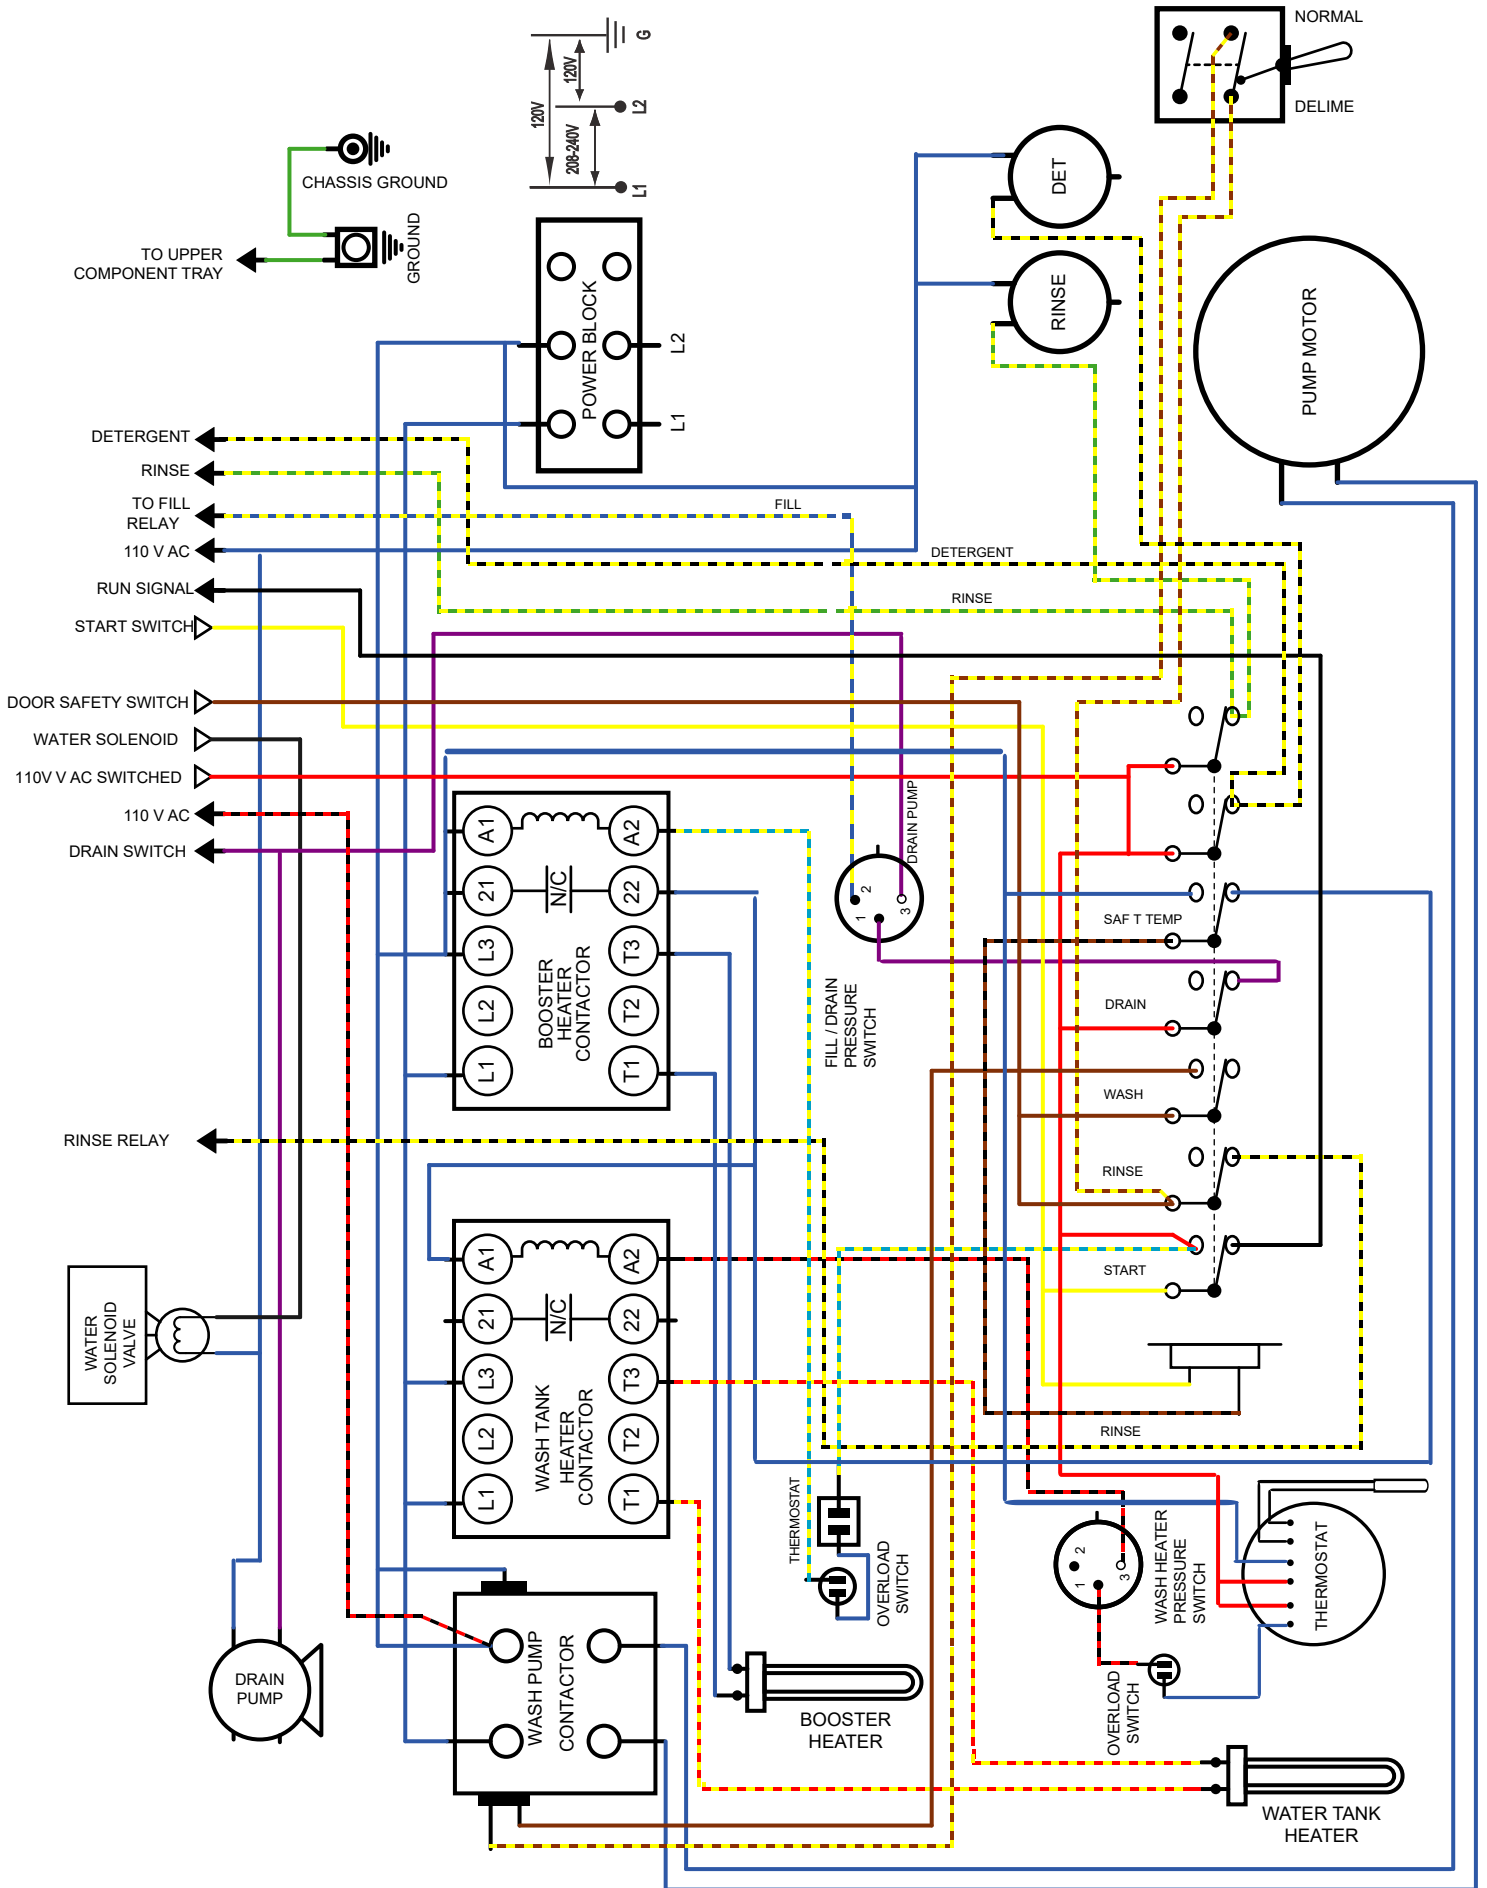 NORMAL
DELIME
G
120V
120V
L2
208-240V
L1
CHASSIS GROUND
GROUND
TO UPPER
COMPONENT TRAY
DET
RINSE
PUMP MOTOR
POWER BLOCK
L2
L1
DETERGENT
RINSE
TO FILL
RELAY
110 V AC
RUN SIGNAL
START SWITCH
DOOR SAFETY SWITCH
WATER SOLENOID
110V V AC SWITCHED
110 V AC
DRAIN SWITCH
RINSE RELAY
FILL
DETERGENT
RINSE
A1
A2
21
N/C
22
L3
T3
L2
T2
L1
T1
BOOSTER
HEATER
CONTACTOR
DRAIN PUMP
1
2
3
FILL / DRAIN
PRESSURE
SWITCH
SAF T TEMP
DRAIN
WASH
RINSE
START
RINSE
A1
A2
21
N/C
22
L3
T3
L2
T2
L1
T1
WASH TANK
HEATER
CONTACTOR
WATER
SOLENOID
VALVE
THERMOSTAT
OVERLOAD
SWITCH
1
2
3
WASH HEATER
PRESSURE
SWITCH
THERMOSTAT
OVERLOAD
SWITCH
WASH PUMP
CONTACTOR
DRAIN
PUMP
BOOSTER
HEATER
WATER TANK
HEATER